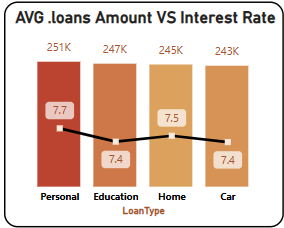 AVG .loans Amount VS Interest Rate
251K 247K 245K 243K
7.7 7.4 7.5 7.4
Personal Education Home Car
LoanType